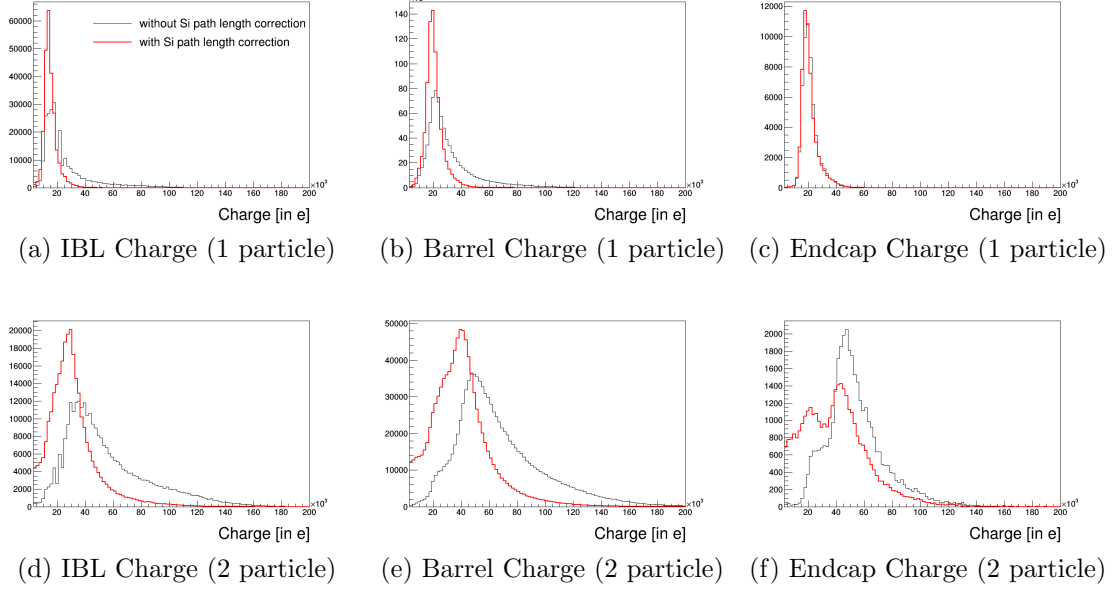 60000
50000
40000
30000
20000
10000
0
without Si path length correction
with Si path length correction
20 40 60 80 100 120 140 160 180 200
×10³
Charge [in e]
(a) IBL Charge (1 particle)
140
120
100
80
60
40
20
0
20 40 60 80 100 120 140 160 180 200
×10³
Charge [in e]
(b) Barrel Charge (1 particle)
12000
10000
8000
6000
4000
2000
0
20 40 60 80 100 120 140 160 180 200
×10³
Charge [in e]
(c) Endcap Charge (1 particle)
20000
18000
16000
14000
12000
10000
8000
6000
4000
2000
0
20 40 60 80 100 120 140 160 180 200
×10³
Charge [in e]
(d) IBL Charge (2 particle)
50000
40000
30000
20000
10000
0
20 40 60 80 100 120 140 160 180 200
×10³
Charge [in e]
(e) Barrel Charge (2 particle)
2000
1800
1600
1400
1200
1000
800
600
400
200
0
20 40 60 80 100 120 140 160 180 200
×10³
Charge [in e]
(f) Endcap Charge (2 particle)